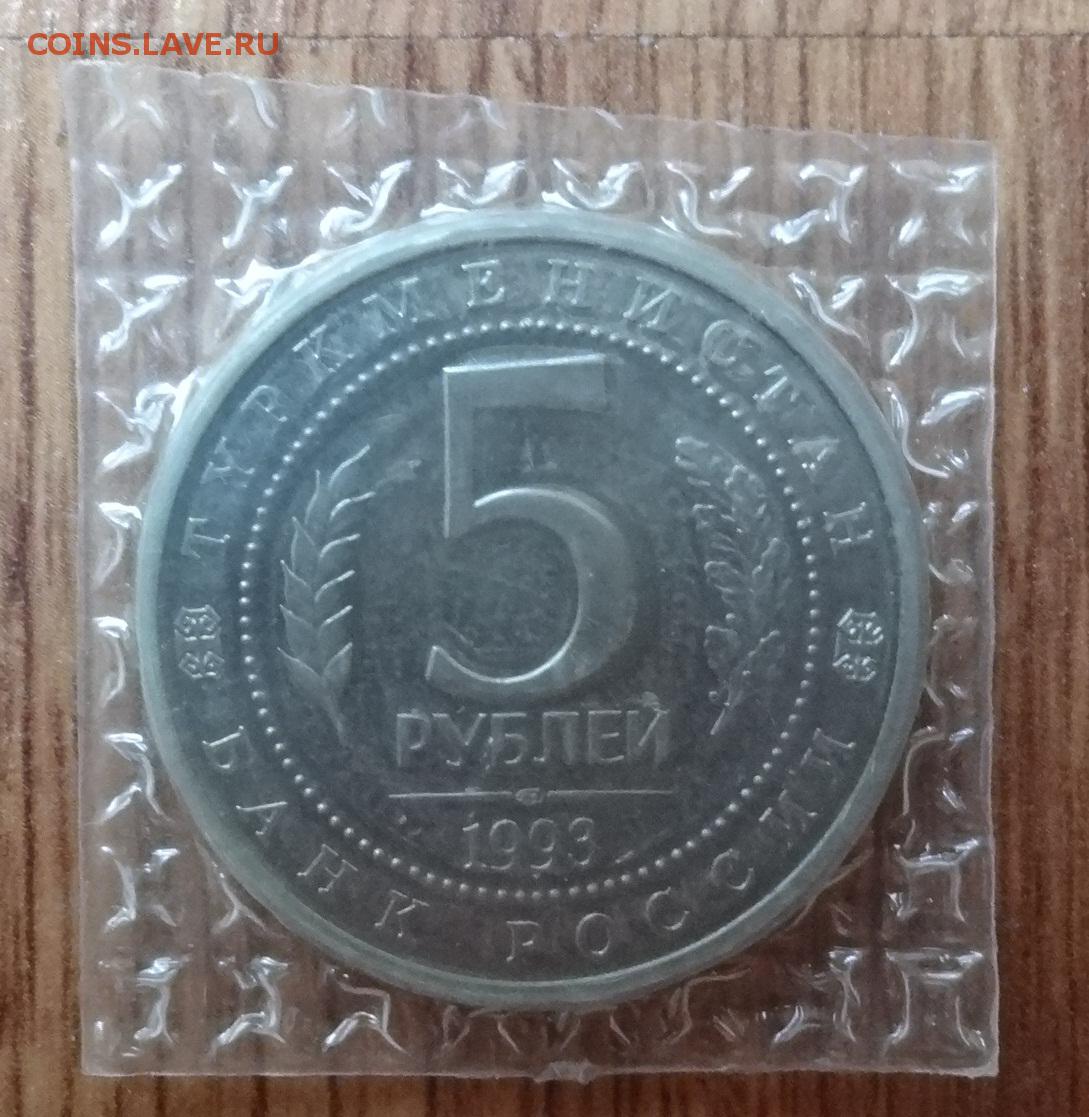 COINS.LAVE.RU
ТУРКМЕНИСТАН
5
РУБЛЕЙ
1993
БАНК РОССИИ